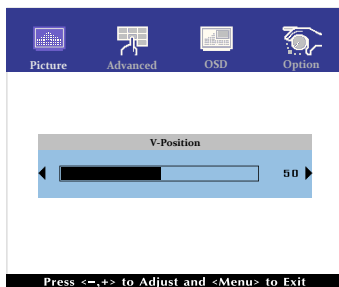 Picture Advanced OSD Option
V-Position
50
Press <–,+> to Adjust and <Menu> to Exit